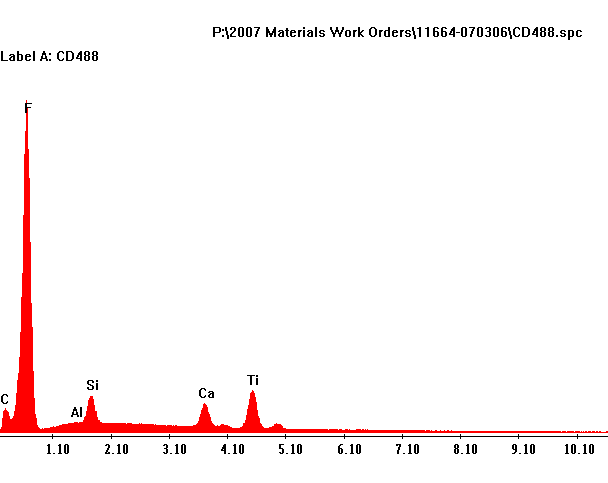 P:\2007 Materials Work Orders\11664-070306\CD488.spc
Label A: CD488
F
C
Al
Si
Ca
Ti
1.10 2.10 3.10 4.10 5.10 6.10 7.10 8.10 9.10 10.10